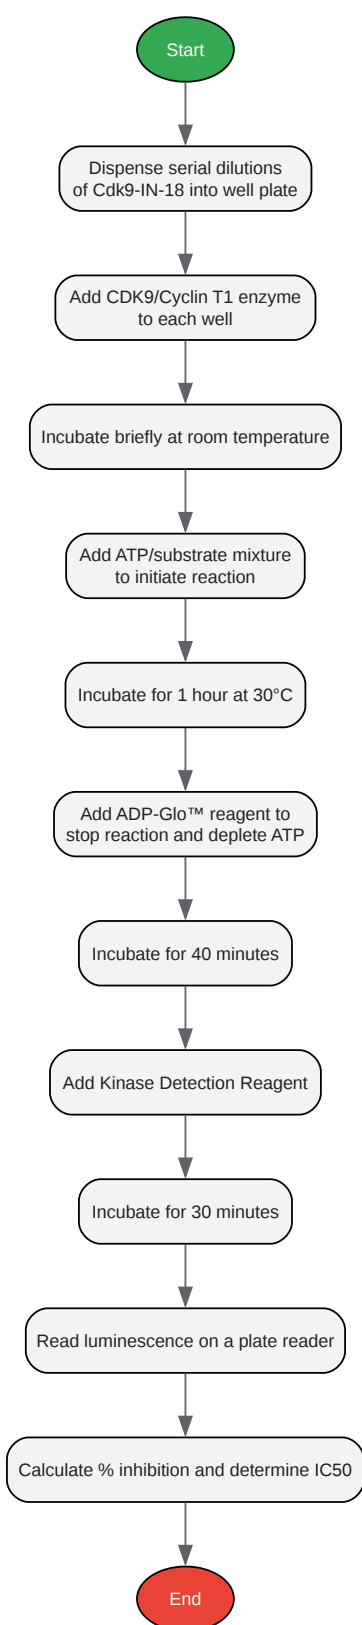 Start
Dispense serial dilutions
of Cdk9-IN-18 into well plate
Add CDK9/Cyclin T1 enzyme
to each well
Incubate briefly at room temperature
Add ATP/substrate mixture
to initiate reaction
Incubate for 1 hour at 30°C
Add ADP-Glo™ reagent to
stop reaction and deplete ATP
Incubate for 40 minutes
Add Kinase Detection Reagent
Incubate for 30 minutes
Read luminescence on a plate reader
Calculate % inhibition and determine IC50
End